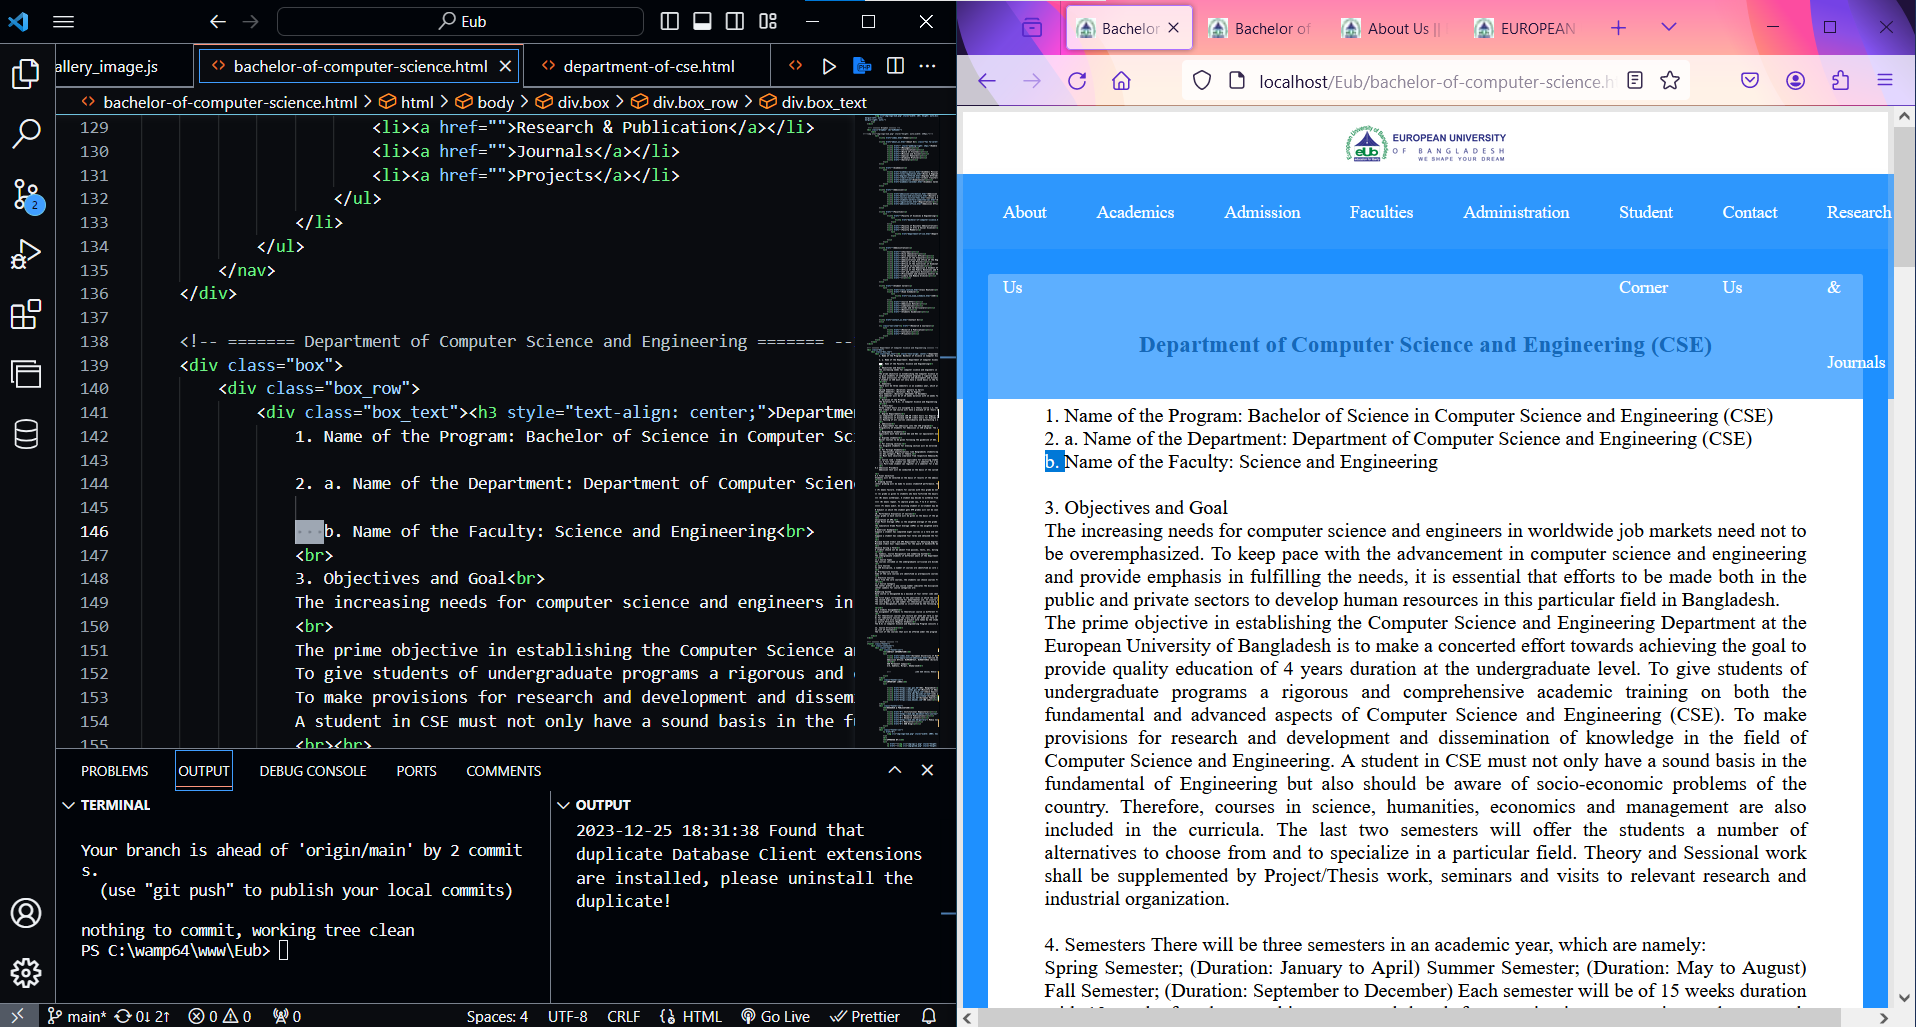 Eub
allery_image.js
bachelor-of-computer-science.html
department-of-cse.html
bachelor-of-computer-science.html > html > body > div.box > div.box_row > div.box_text
129 <li><a href="">Research & Publication</a></li>
130 <li><a href="">Journals</a></li>
131 <li><a href="">Projects</a></li>
132 </ul>
133 </li>
134 </ul>
135 </nav>
136 </div>
137
138 <!-- ======= Department of Computer Science and Engineering ======= --
139 <div class="box">
140 <div class="box_row">
141 <div class="box_text"><h3 style="text-align: center;">Departmen
142 1. Name of the Program: Bachelor of Science in Computer Sc
143
144 2. a. Name of the Department: Department of Computer Scien
145
146 b. Name of the Faculty: Science and Engineering<br>
147 <br>
148 3. Objectives and Goal<br>
149 The increasing needs for computer science and engineers in
150 <br>
151 The prime objective in establishing the Computer Science a
152 To give students of undergraduate programs a rigorous and
153 To make provisions for research and development and dissem
154 A student in CSE must not only have a sound basis in the f
155 <br><br>
PROBLEMS OUTPUT DEBUG CONSOLE PORTS COMMENTS
TERMINAL
Your branch is ahead of 'origin/main' by 2 commit
s.
(use "git push" to publish your local commits)
nothing to commit, working tree clean
PS C:\wamp64\www\Eub>
OUTPUT
2023-12-25 18:31:38 Found that
duplicate Database Client extensions
are installed, please uninstall the
duplicate!
2
main* 0↓ 2↑ 0 0 0 Spaces: 4 UTF-8 CRLF HTML Go Live Prettier
Bachelor
Bachelor of
About Us ||
EUROPEAN
localhost/Eub/bachelor-of-computer-science.h
eUb
EUROPEAN UNIVERSITY
OF BANGLADESH
WE SHAPE YOUR DREAM
About Academics Admission Faculties Administration Student Contact Research
Us Corner Us &
Journals
Department of Computer Science and Engineering (CSE)
1. Name of the Program: Bachelor of Science in Computer Science and Engineering (CSE)
2. a. Name of the Department: Department of Computer Science and Engineering (CSE)
b. Name of the Faculty: Science and Engineering
3. Objectives and Goal
The increasing needs for computer science and engineers in worldwide job markets need not to
be overemphasized. To keep pace with the advancement in computer science and engineering
and provide emphasis in fulfilling the needs, it is essential that efforts to be made both in the
public and private sectors to develop human resources in this particular field in Bangladesh.
The prime objective in establishing the Computer Science and Engineering Department at the
European University of Bangladesh is to make a concerted effort towards achieving the goal to
provide quality education of 4 years duration at the undergraduate level. To give students of
undergraduate programs a rigorous and comprehensive academic training on both the
fundamental and advanced aspects of Computer Science and Engineering (CSE). To make
provisions for research and development and dissemination of knowledge in the field of
Computer Science and Engineering. A student in CSE must not only have a sound basis in the
fundamental of Engineering but also should be aware of socio-economic problems of the
country. Therefore, courses in science, humanities, economics and management are also
included in the curricula. The last two semesters will offer the students a number of
alternatives to choose from and to specialize in a particular field. Theory and Sessional work
shall be supplemented by Project/Thesis work, seminars and visits to relevant research and
industrial organization.
4. Semesters There will be three semesters in an academic year, which are namely:
Spring Semester; (Duration: January to April) Summer Semester; (Duration: May to August)
Fall Semester; (Duration: September to December) Each semester will be of 15 weeks duration